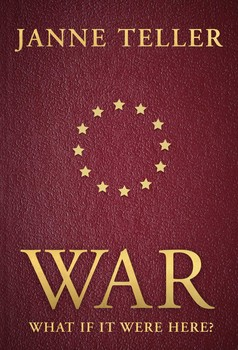 JANNE TELLER
WAR
WHAT IF IT WERE HERE?